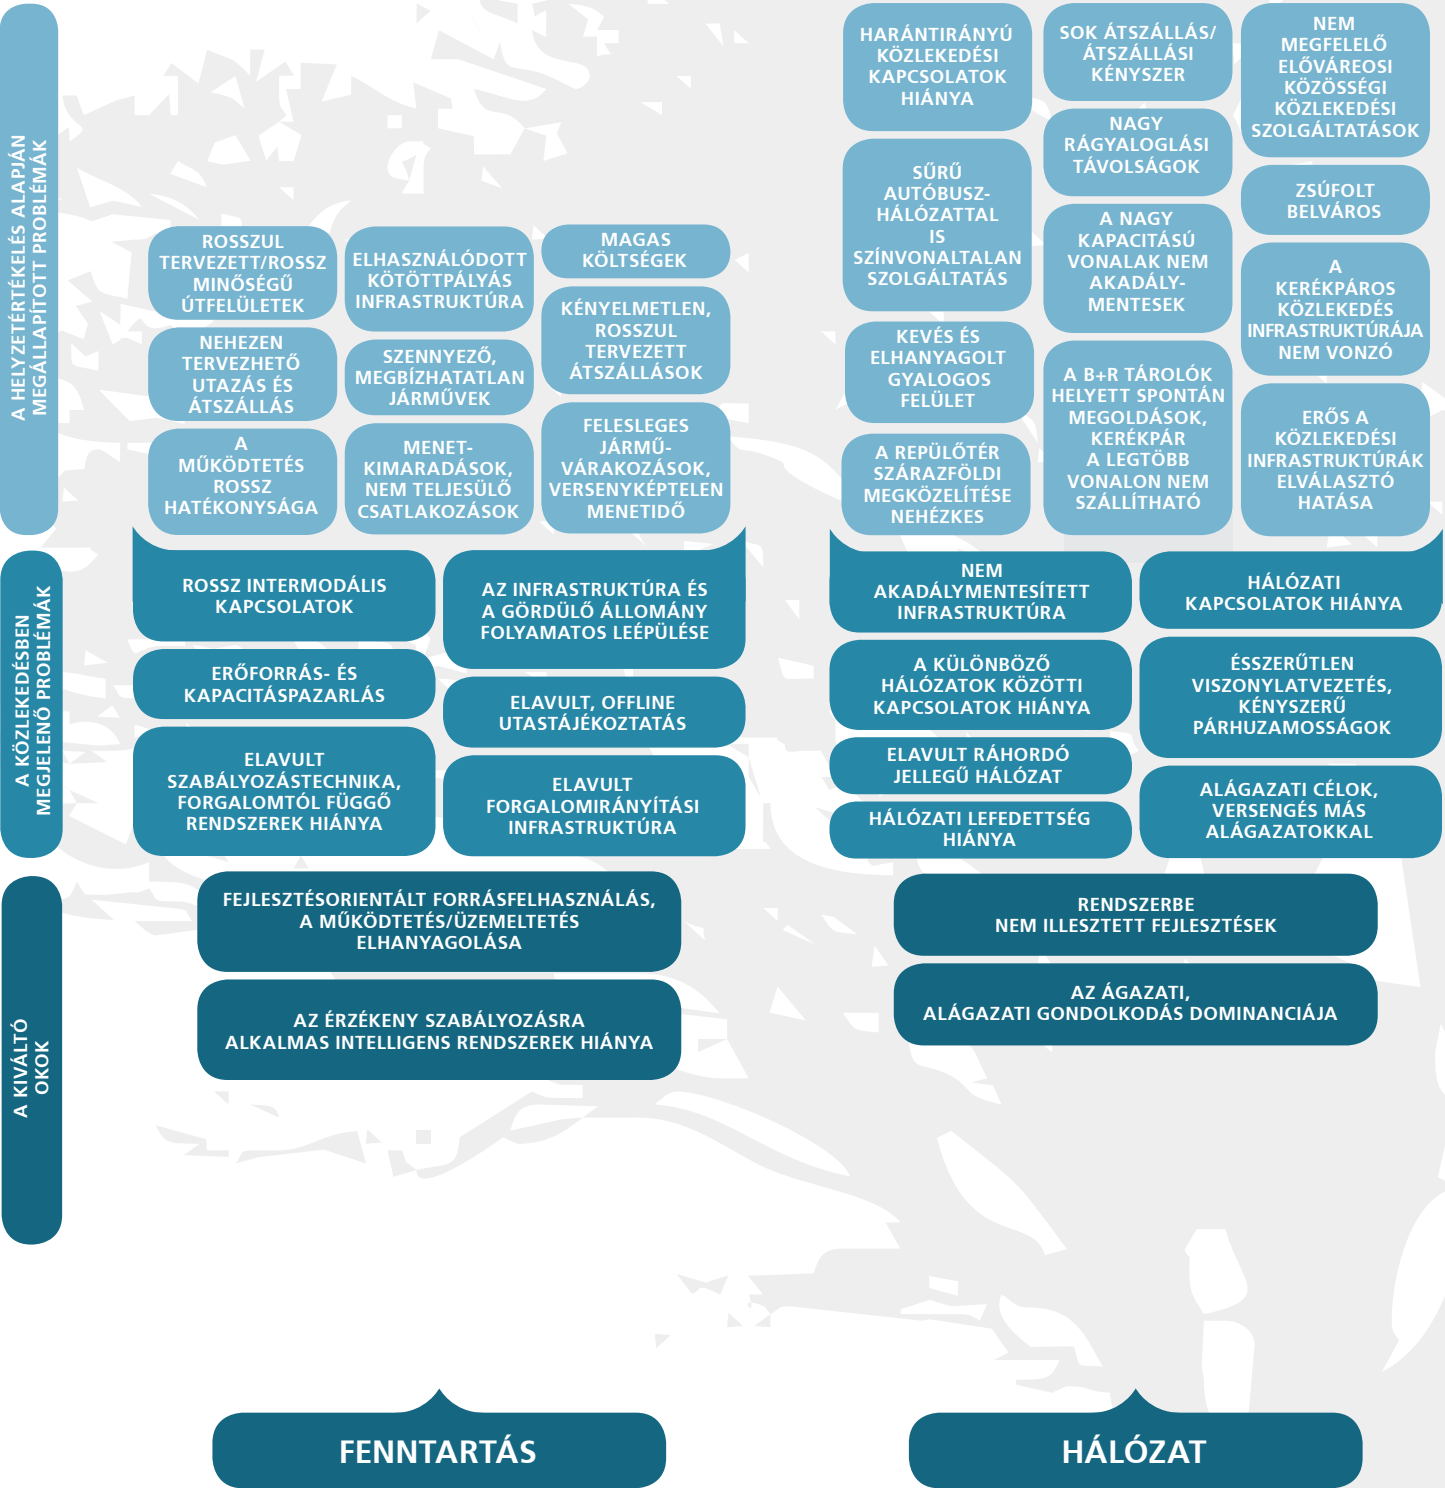 A HELYZETÉRTÉKELÉS ALAPJÁN
MEGÁLLAPÍTOTT PROBLÉMÁK
ROSSZUL
TERVEZETT/ROSSZ
MINŐSÉGŰ
ÚTFELÜLETEK
NEHEZEN
TERVEZHETŐ
UTAZÁS ÉS
ÁTSZÁLLÁS
A
MŰKÖDTETÉS
ROSSZ
HATÉKONYSÁGA
ELHASZNÁLÓDOTT
KÖTÖTTPÁLYÁS
INFRASTRUKTÚRA
SZENNYEZŐ,
MEGBÍZHATATLAN
JÁRMŰVEK
MENET-
KIMARADÁSOK,
NEM TELJESÜLŐ
CSATLAKOZÁSOK
MAGAS
KÖLTSÉGEK
KÉNYELMETLEN,
ROSSZUL
TERVEZETT
ÁTSZÁLLÁSOK
FELESLEGES
JÁRMŰ-
VÁRAKOZÁSOK,
VERSENYKÉPTELEN
MENETIDŐ
HARÁNTIRÁNYÚ
KÖZLEKEDÉSI
KAPCSOLATOK
HIÁNYA
SŰRŰ
AUTÓBUSZ-
HÁLÓZATTAL
IS
SZÍNVONALTALAN
SZOLGÁLTATÁS
KEVÉS ÉS
ELHANYAGOLT
GYALOGOS
FELÜLET
A REPÜLŐTÉR
SZÁRAZFÖLDI
MEGKÖZELÍTÉSE
NEHÉZKES
SOK ÁTSZÁLLÁS/
ÁTSZÁLLÁSI
KÉNYSZER
NAGY
RÁGYALOGLÁSI
TÁVOLSÁGOK
A NAGY
KAPACITÁSÚ
VONALAK NEM
AKADÁLY-
MENTESEK
A B+R TÁROLÓK
HELYETT SPONTÁN
MEGOLDÁSOK,
KERÉKPÁR
A LEGTÖBB
VONALON NEM
SZÁLLÍTHATÓ
NEM
MEGFELELŐ
ELŐVÁREOSI
KÖZÖSSÉGI
KÖZLEKEDÉSI
SZOLGÁLTATÁSOK
ZSÚFOLT
BELVÁROS
A
KERÉKPÁROS
KÖZLEKEDÉS
INFRASTRUKTÚRÁJA
NEM VONZÓ
ERŐS A
KÖZLEKEDÉSI
INFRASTRUKTÚRÁK
ELVÁLASZTÓ
HATÁSA
A KÖZLEKEDÉSBEN
MEGJELENŐ PROBLÉMÁK
ROSSZ INTERMODÁLIS
KAPCSOLATOK
ERŐFORRÁS- ÉS
KAPACITÁSPAZARLÁS
ELAVULT
SZABÁLYOZÁSTECHNIKA,
FORGALOMTÓL FÜGGŐ
RENDSZEREK HIÁNYA
AZ INFRASTRUKTÚRA ÉS
A GÖRDÜLŐ ÁLLOMÁNY
FOLYAMATOS LEÉPÜLÉSE
ELAVULT, OFFLINE
UTASTÁJÉKOZTATÁS
ELAVULT
FORGALOMIRÁNYÍTÁSI
INFRASTRUKTÚRA
NEM
AKADÁLYMENTESÍTETT
INFRASTRUKTÚRA
A KÜLÖNBÖZŐ
HÁLÓZATOK KÖZÖTTI
KAPCSOLATOK HIÁNYA
ELAVULT RÁHORDÓ
JELLEGŰ HÁLÓZAT
HÁLÓZATI LEFEDETTSÉG
HIÁNYA
HÁLÓZATI
KAPCSOLATOK HIÁNYA
ÉSSZERŰTLEN
VISZONYLATVEZETÉS,
KÉNYSZERŰ
PÁRHUZAMOSSÁGOK
ALÁGAZATI CÉLOK,
VERSENGÉS MÁS
ALÁGAZATOKKAL
A KIVÁLTÓ
OKOK
FEJLESZTÉSORIENTÁLT FORRÁSFELHASZNÁLÁS,
A MŰKÖDTETÉS/ÜZEMELTETÉS
ELHANYAGOLÁSA
AZ ÉRZÉKENY SZABÁLYOZÁSRA
ALKALMAS INTELLIGENS RENDSZEREK HIÁNYA
RENDSZERBE
NEM ILLESZTETT FEJLESZTÉSEK
AZ ÁGAZATI,
ALÁGAZATI GONDOLKODÁS DOMINANCIÁJA
FENNTARTÁS
HÁLÓZAT